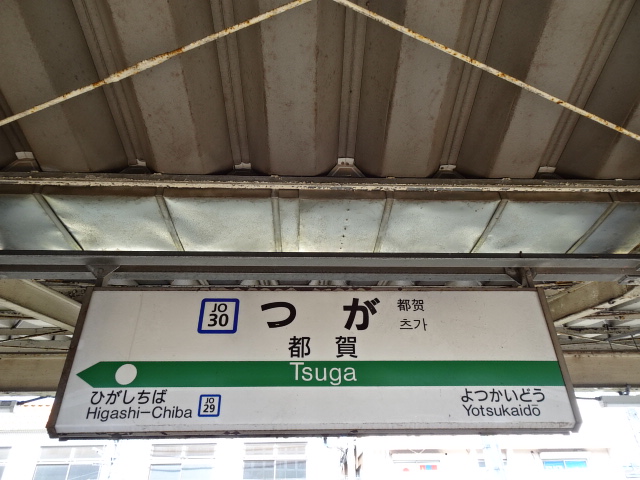 JO
30
つが
都贺
츠가
都賀
Tsuga
ひがしちば
Higashi-Chiba
JO
29
よつかいどう
Yotsukaidō